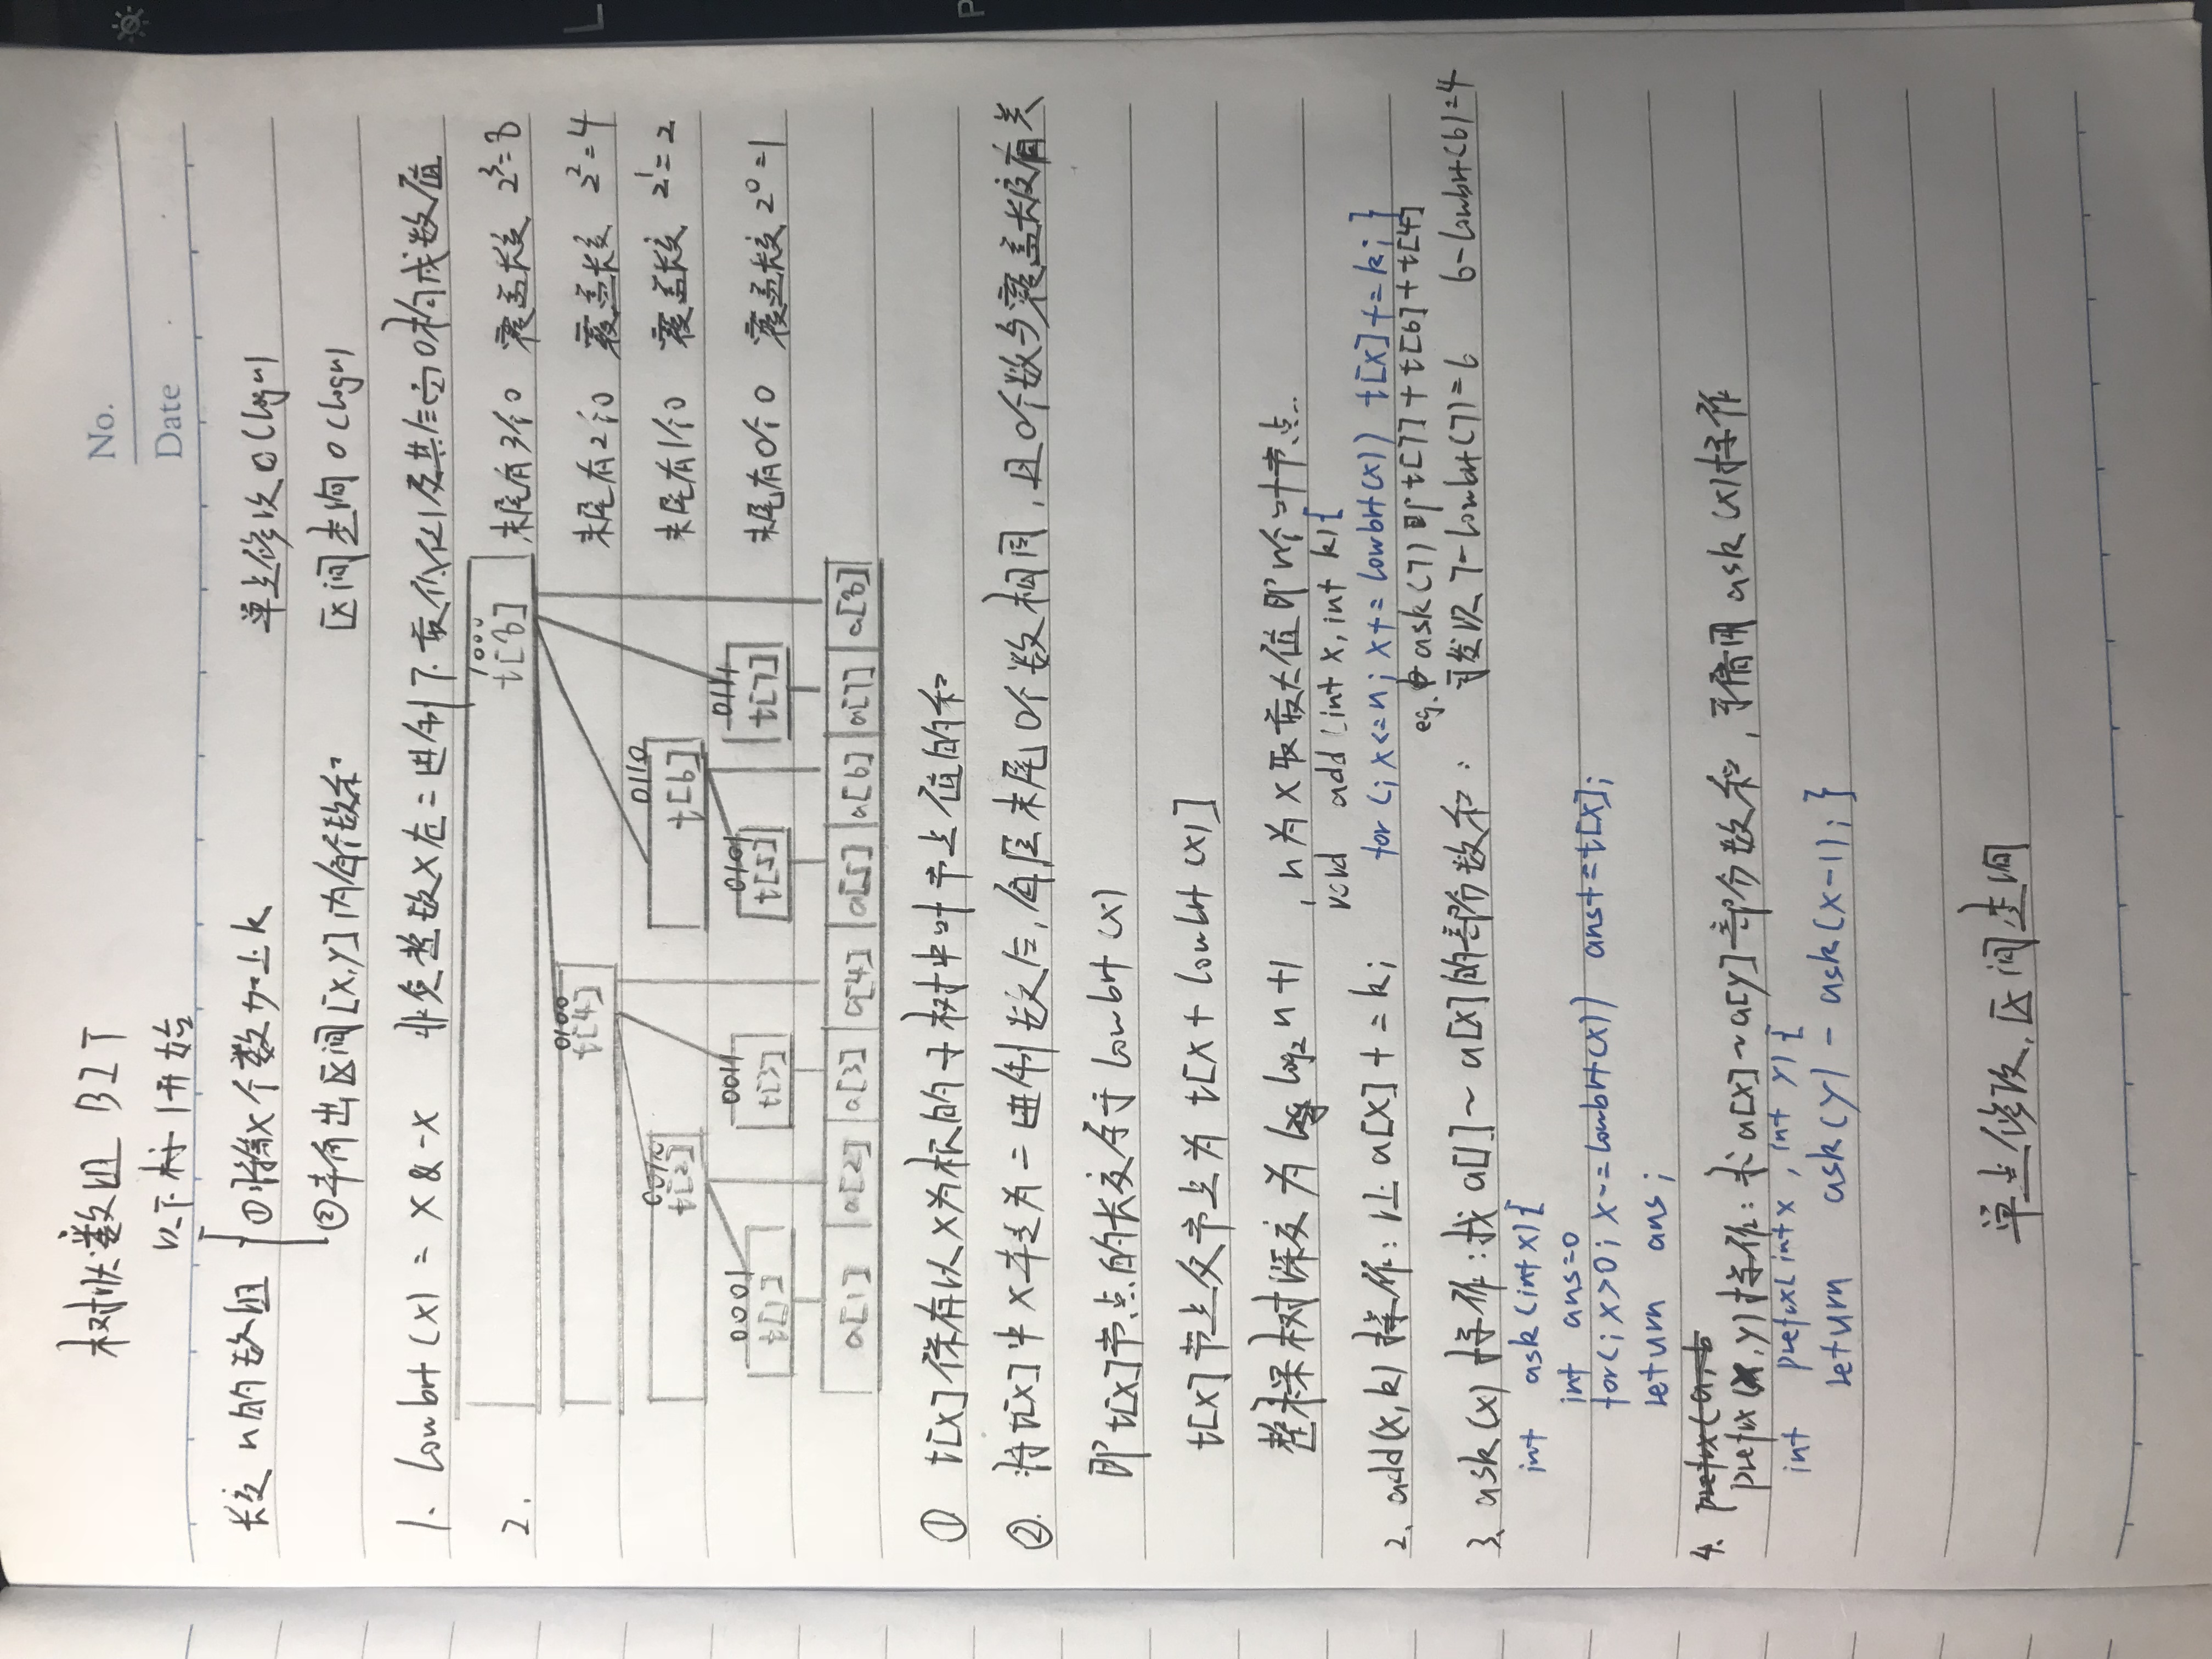 树状数组 BIT
No.
以下标1开始
Date
长度n的数组 ①将第x个数加上k 单点修改 O(logn)
②查询出区间[x,y]内每个数和 区间查询 O(logn)
1. lowbit(x) = x & -x 非负整数x在二进制下最低位1及其后面0构成数值
2.
1000
t[8] 末尾有3个0 覆盖长度 2³=8
0100
t[4] 末尾有2个0 覆盖长度 2²=4
0010 0110
t[2] t[6] 末尾有1个0 覆盖长度 2¹=2
0001 0011 0101 0111
t[1] t[3] t[5] t[7] 末尾有0个0 覆盖长度 2⁰=1
a[1] a[2] a[3] a[4] a[5] a[6] a[7] a[8]
① t[x]保存以x为根的子树中叶节点值的和
②. 将t[x]中x转为二进制数后,每层末尾0个数相同,且0个数与覆盖长度有关
即t[x]节点的长度等于lowbit(x)
t[x]节点父节点为 t[x + lowbit(x)]
整棵树深度为 log₂n+1 ,n为x取最大值即n个叶节点.
void add(int x, int k){
2. add(x,k)操作:让a[x] += k; for(; x<=n; x+=lowbit(x)) t[x]+=k; }
eg. ask(7)即t[7]+t[6]+t[4]
3. ask(x)操作:找a[1]~a[x]的部分数和: 可发现 7-lowbit(7)=6 6-lowbit(6)=4
int ask(int x){
int ans=0
for(; x>0; x-=lowbit(x)) ans+=t[x];
return ans;
4. prefix(a,b
prefix(x,y)操作:求a[x]~a[y]部分数和,可借用ask(x)操作
int prefix(int x, int y){
return ask(y) - ask(x-1); }
单点修改,区间查询